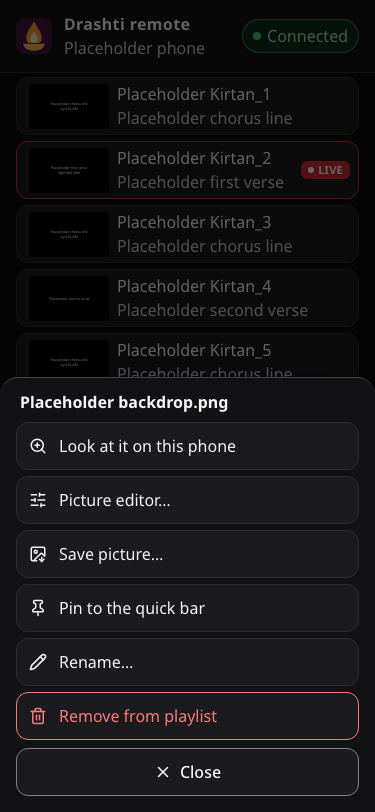 Drashti remote
Placeholder phone
Connected
Placeholder Kirtan_1
Placeholder chorus line
Placeholder Kirtan_2
Placeholder first verse
LIVE
Placeholder Kirtan_3
Placeholder chorus line
Placeholder Kirtan_4
Placeholder second verse
Placeholder Kirtan_5
Placeholder chorus line
Placeholder backdrop.png
Look at it on this phone
Picture editor...
Save picture...
Pin to the quick bar
Rename...
Remove from playlist
Close